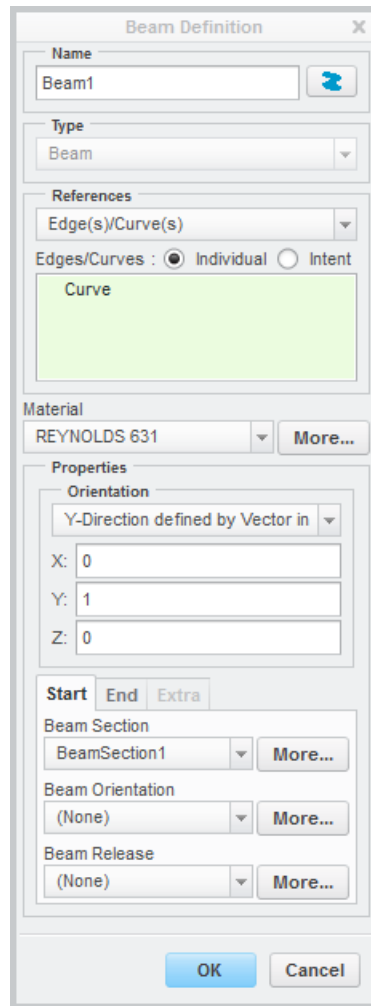 Beam Definition X
Name
Beam1
Type
Beam
References
Edge(s)/Curve(s)
Edges/Curves : Individual Intent
Curve
Material
REYNOLDS 631 More...
Properties
Orientation
Y-Direction defined by Vector in
X: 0
Y: 1
Z: 0
Start End Extra
Beam Section
BeamSection1 More...
Beam Orientation
(None) More...
Beam Release
(None) More...
OK Cancel